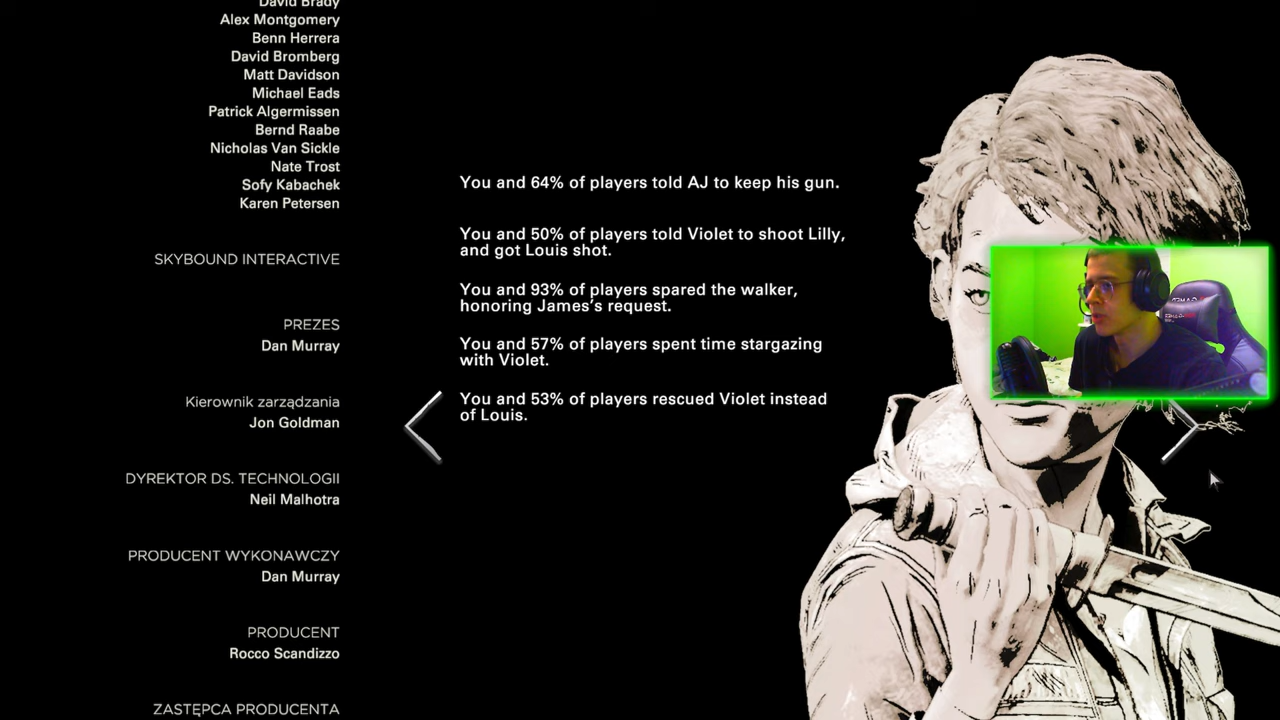 David Brady
Alex Montgomery
Benn Herrera
David Bromberg
Matt Davidson
Michael Eads
Patrick Algermissen
Bernd Raabe
Nicholas Van Sickle
Nate Trost
Sofy Kabachek
Karen Petersen
SKYBOUND INTERACTIVE
PREZES
Dan Murray
Kierownik zarządzania
Jon Goldman
DYREKTOR DS. TECHNOLOGII
Neil Malhotra
PRODUCENT WYKONAWCZY
Dan Murray
PRODUCENT
Rocco Scandizzo
ZASTĘPCA PRODUCENTA
You and 64% of players told AJ to keep his gun.
You and 50% of players told Violet to shoot Lilly,
and got Louis shot.
You and 93% of players spared the walker,
honoring James's request.
You and 57% of players spent time stargazing
with Violet.
You and 53% of players rescued Violet instead
of Louis.